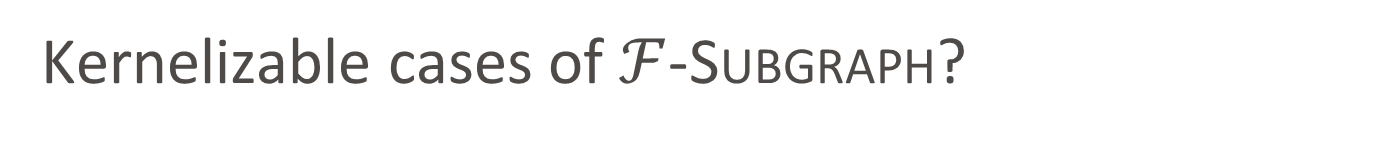 Kernelizable cases of ℱ-SUBGRAPH?